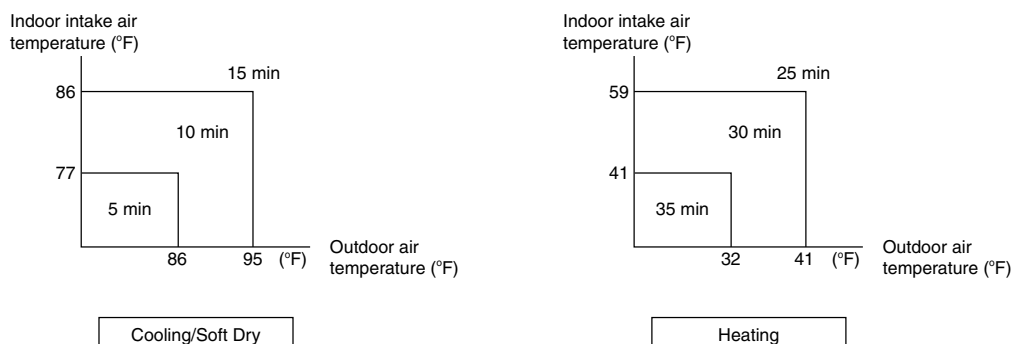 Indoor intake air
temperature (°F)
15 min
86
10 min
77
5 min
86 95 (°F)
Outdoor air
temperature (°F)
Cooling/Soft Dry
Indoor intake air
temperature (°F)
25 min
59
30 min
41
35 min
32 41 (°F)
Outdoor air
temperature (°F)
Heating